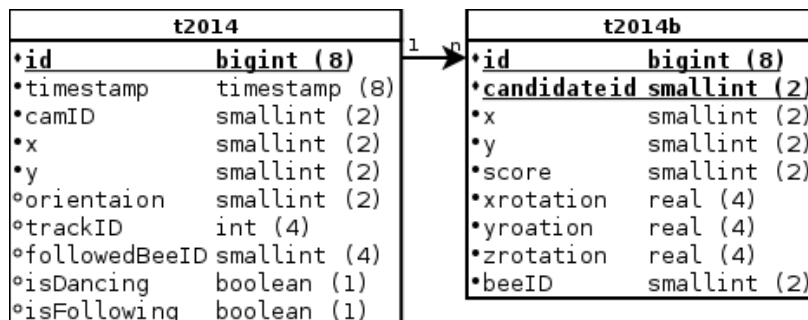 t2014
id bigint (8)
timestamp timestamp (8)
camID smallint (2)
x smallint (2)
y smallint (2)
orientaion smallint (2)
trackID int (4)
followedBeeID smallint (4)
isDancing boolean (1)
isFollowing boolean (1)
1 n
t2014b
id bigint (8)
candidateid smallint (2)
x smallint (2)
y smallint (2)
score smallint (2)
xrotation real (4)
yroation real (4)
zrotation real (4)
beeID smallint (2)